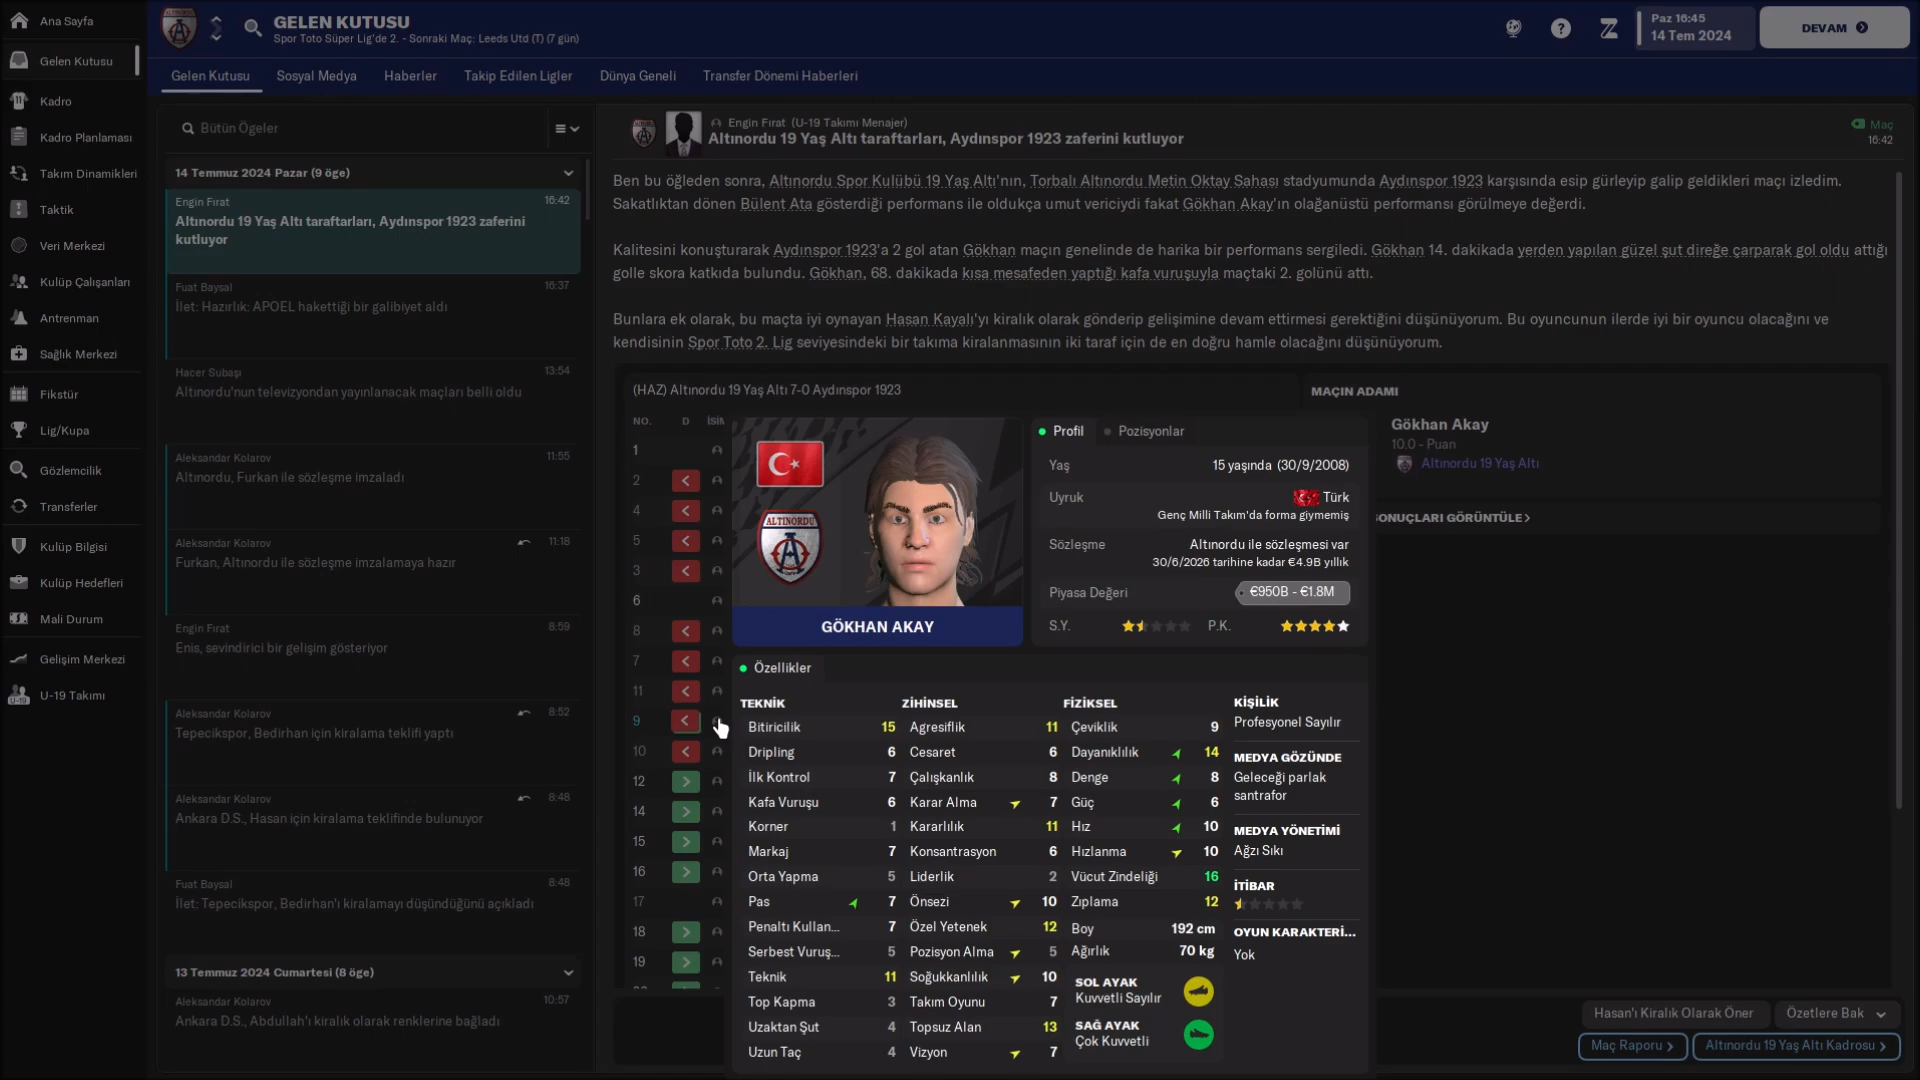 Ana Sayfa
Gelen Kutusu
Kadro
Kadro Planlaması
Takım Dinamikleri
Taktik
Veri Merkezi
Kulüp Çalışanları
Antrenman
Sağlık Merkezi
Fikstür
Lig/Kupa
Gözlemcilik
Transferler
Kulüp Bilgisi
Kulüp Hedefleri
Mali Durum
Gelişim Merkezi
U-19 Takımı
GELEN KUTUSU
Spor Toto Süper Lig'de 2. - Sonraki Maç: Leeds Utd (T) (7 gün)
Paz 16:45
14 Tem 2024
DEVAM
Gelen Kutusu Sosyal Medya Haberler Takip Edilen Ligler Dünya Geneli Transfer Dönemi Haberleri
Bütün Ögeler
14 Temmuz 2024 Pazar (9 öge)
Engin Fırat 16:42
Altınordu 19 Yaş Altı taraftarları, Aydınspor 1923 zaferini
kutluyor
Fuat Baysal 16:37
İlet: Hazırlık: APOEL hakettiği bir galibiyet aldı
Hacer Subaşı 13:54
Altınordu'nun televizyondan yayınlanacak maçları belli oldu
Aleksandar Kolarov 11:55
Altınordu, Furkan ile sözleşme imzaladı
Aleksandar Kolarov 11:18
Furkan, Altınordu ile sözleşme imzalamaya hazır
Engin Fırat 8:59
Enis, sevindirici bir gelişim gösteriyor
Aleksandar Kolarov 8:52
Tepecikspor, Bedirhan için kiralama teklifi yaptı
Aleksandar Kolarov 8:48
Ankara D.S., Hasan için kiralama teklifinde bulunuyor
Fuat Baysal 8:48
İlet: Tepecikspor, Bedirhan'ı kiralamayı düşündüğünü açıkladı
13 Temmuz 2024 Cumartesi (8 öge)
Aleksandar Kolarov 10:57
Ankara D.S., Abdullah'ı kiralık olarak renklerine bağladı
Engin Fırat (U-19 Takımı Menajer)
Altınordu 19 Yaş Altı taraftarları, Aydınspor 1923 zaferini kutluyor
Maç
16:42
Ben bu öğleden sonra, Altınordu Spor Kulübü 19 Yaş Altı'nın, Torbalı Altınordu Metin Oktay Sahası stadyumunda Aydınspor 1923 karşısında esip gürleyip galip geldikleri maçı izledim.
Sakatlıktan dönen Bülent Ata gösterdiği performans ile oldukça umut vericiydi fakat Gökhan Akay'ın olağanüstü performansı görülmeye değerdi.
Kalitesini konuşturarak Aydınspor 1923'a 2 gol atan Gökhan maçın genelinde de harika bir performans sergiledi. Gökhan 14. dakikada yerden yapılan güzel şut direğe çarparak gol oldu attığı
golle skora katkıda bulundu. Gökhan, 68. dakikada kısa mesafeden yaptığı kafa vuruşuyla maçtaki 2. golünü attı.
Bunlara ek olarak, bu maçta iyi oynayan Hasan Kayalı'yı kiralık olarak gönderip gelişimine devam ettirmesi gerektiğini düşünüyorum. Bu oyuncunun ilerde iyi bir oyuncu olacağını ve
kendisinin Spor Toto 2. Lig seviyesindeki bir takıma kiralanmasının iki taraf için de en doğru hamle olacağını düşünüyorum.
(HAZ) Altınordu 19 Yaş Altı 7-0 Aydınspor 1923
NO. D İSİM
1
2
4
5
3
6
8
7
11
9
10
12
14
15
16
17
18
19
MAÇIN ADAMI
Gökhan Akay
10.0 - Puan
Altınordu 19 Yaş Altı
SONUÇLARI GÖRÜNTÜLE
ALTINORDU
GÖKHAN AKAY
Profil Pozisyonlar
Yaş 15 yaşında (30/9/2008)
Uyruk Türk
Genç Milli Takım'da forma giymemiş
Sözleşme Altınordu ile sözleşmesi var
30/6/2026 tarihine kadar €4.9B yıllık
Piyasa Değeri €950B - €1.8M
S.Y. P.K.
Özellikler
TEKNİK
Bitiricilik 15
Dripling 6
İlk Kontrol 7
Kafa Vuruşu 6
Korner 1
Markaj 7
Orta Yapma 5
Pas 7
Penaltı Kullan... 7
Serbest Vuruş... 5
Teknik 11
Top Kapma 3
Uzaktan Şut 4
Uzun Taç 4
ZİHİNSEL
Agresiflik 11
Cesaret 6
Çalışkanlık 8
Karar Alma 7
Kararlılık 11
Konsantrasyon 6
Liderlik 2
Önsezi 10
Özel Yetenek 12
Pozisyon Alma 5
Soğukkanlılık 10
Takım Oyunu 7
Topsuz Alan 13
Vizyon 7
FİZİKSEL
Çeviklik 9
Dayanıklılık 14
Denge 8
Güç 6
Hız 10
Hızlanma 10
Vücut Zindeliği 16
Zıplama 12
Boy 192 cm
Ağırlık 70 kg
SOL AYAK
Kuvvetli Sayılır
SAĞ AYAK
Çok Kuvvetli
KİŞİLİK
Profesyonel Sayılır
MEDYA GÖZÜNDE
Geleceği parlak
santrafor
MEDYA YÖNETİMİ
Ağzı Sıkı
İTİBAR
OYUN KARAKTERİ...
Yok
Hasan'ı Kiralık Olarak Öner Özetlere Bak
Maç Raporu Altınordu 19 Yaş Altı Kadrosu